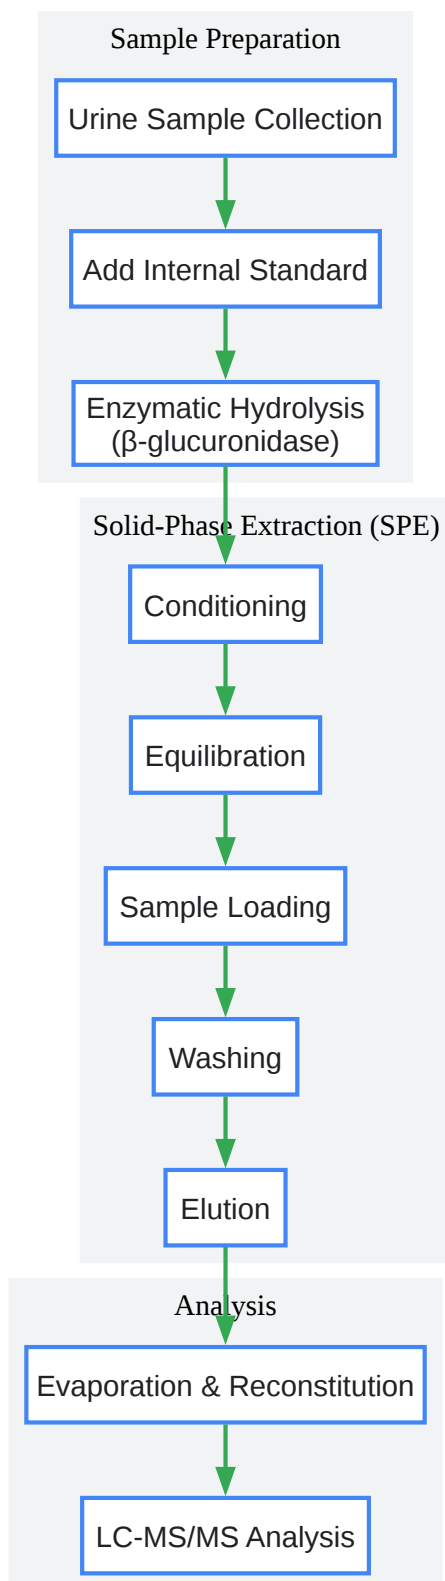 Sample Preparation
Urine Sample Collection
Add Internal Standard
Enzymatic Hydrolysis
(β-glucuronidase)
Solid-Phase Extraction (SPE)
Conditioning
Equilibration
Sample Loading
Washing
Elution
Analysis
Evaporation & Reconstitution
LC-MS/MS Analysis